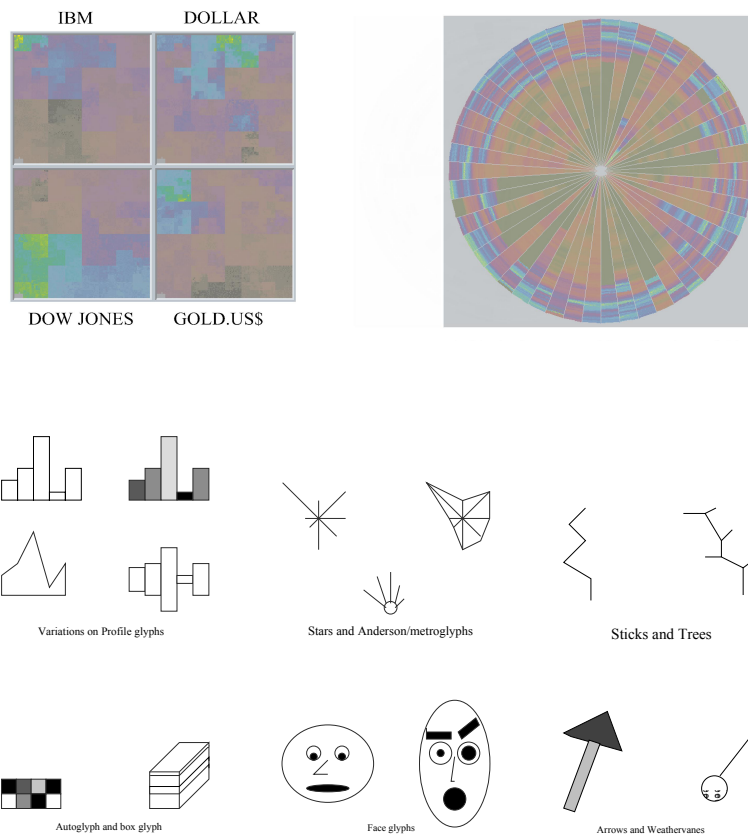 IBM
DOLLAR
DOW JONES
GOLD.US$
Variations on Profile glyphs
Stars and Anderson/metroglyphs
Sticks and Trees
Autoglyph and box glyph
Face glyphs
Arrows and Weathervanes